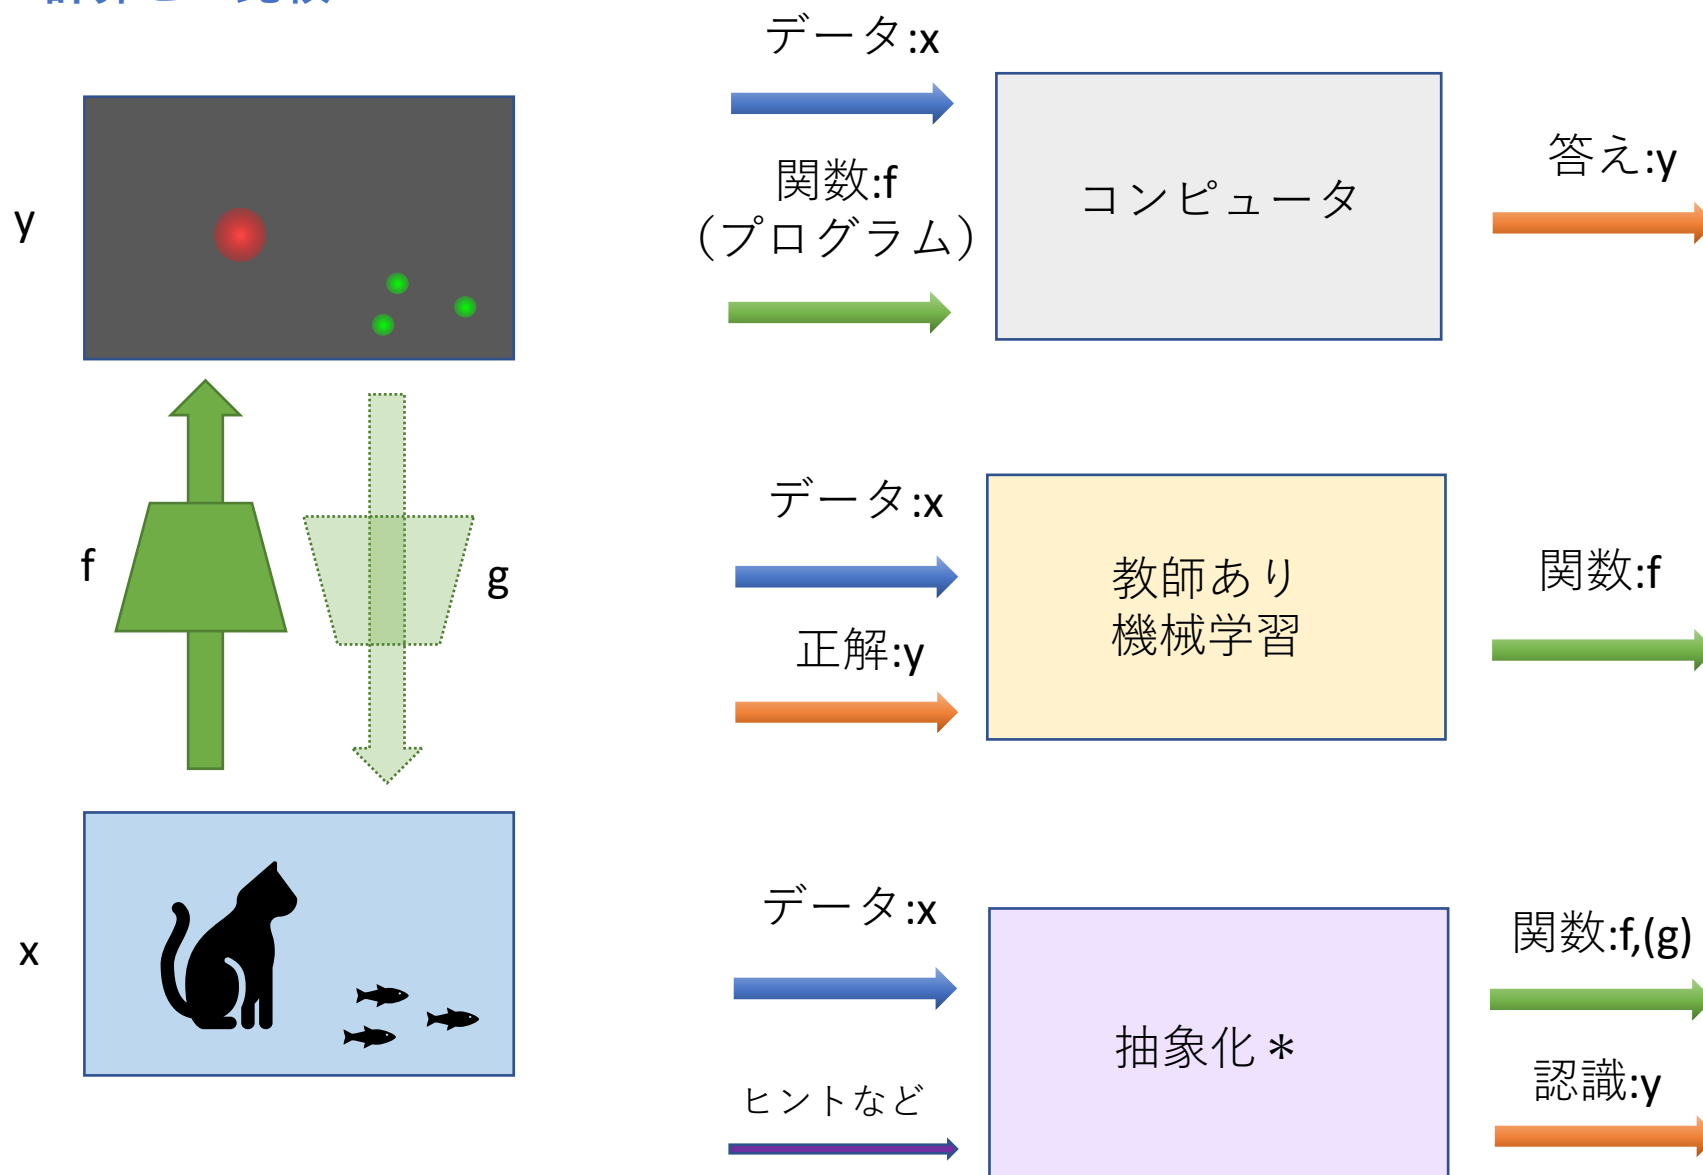 y
f
g
x
データ:x
関数:f
（プログラム）
コンピュータ
答え:y
データ:x
正解:y
教師あり
機械学習
関数:f
データ:x
ヒントなど
抽象化＊
関数:f,(g)
認識:y